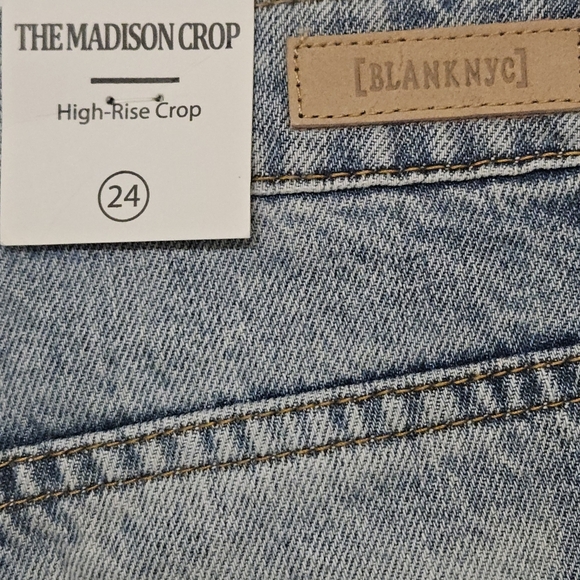 THE MADISON CROP
High-Rise Crop
24
[BLANKNYC]